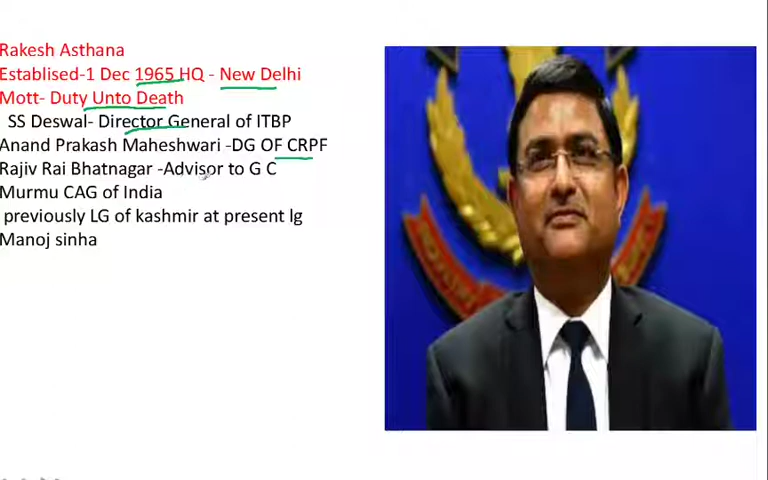 Rakesh Asthana
Establised-1 Dec 1965 HQ - New Delhi
Mott- Duty Unto Death
SS Deswal- Director General of ITBP
Anand Prakash Maheshwari -DG OF CRPF
Rajiv Rai Bhatnagar -Advisor to G C
Murmu CAG of India
previously LG of kashmir at present lg
Manoj sinha